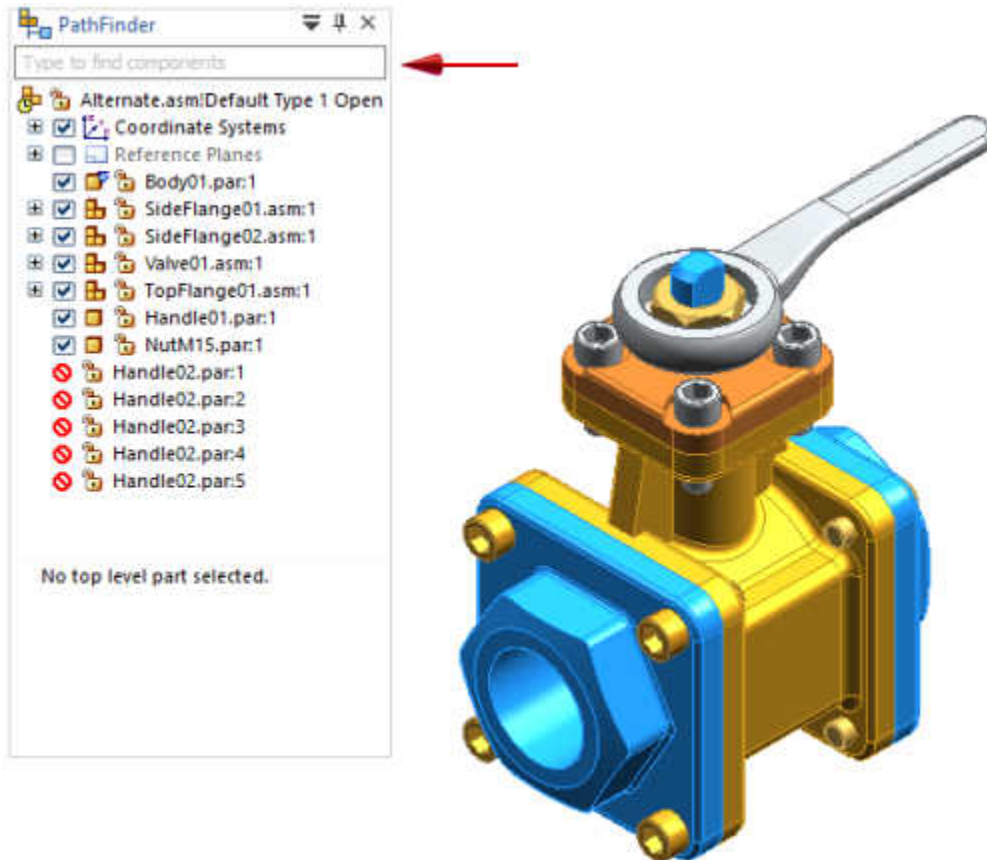 PathFinder
Type to find components
Alternate.asm!Default Type 1 Open
Coordinate Systems
Reference Planes
Body01.par:1
SideFlange01.asm:1
SideFlange02.asm:1
Valve01.asm:1
TopFlange01.asm:1
Handle01.par:1
NutM15.par:1
Handle02.par:1
Handle02.par:2
Handle02.par:3
Handle02.par:4
Handle02.par:5
No top level part selected.